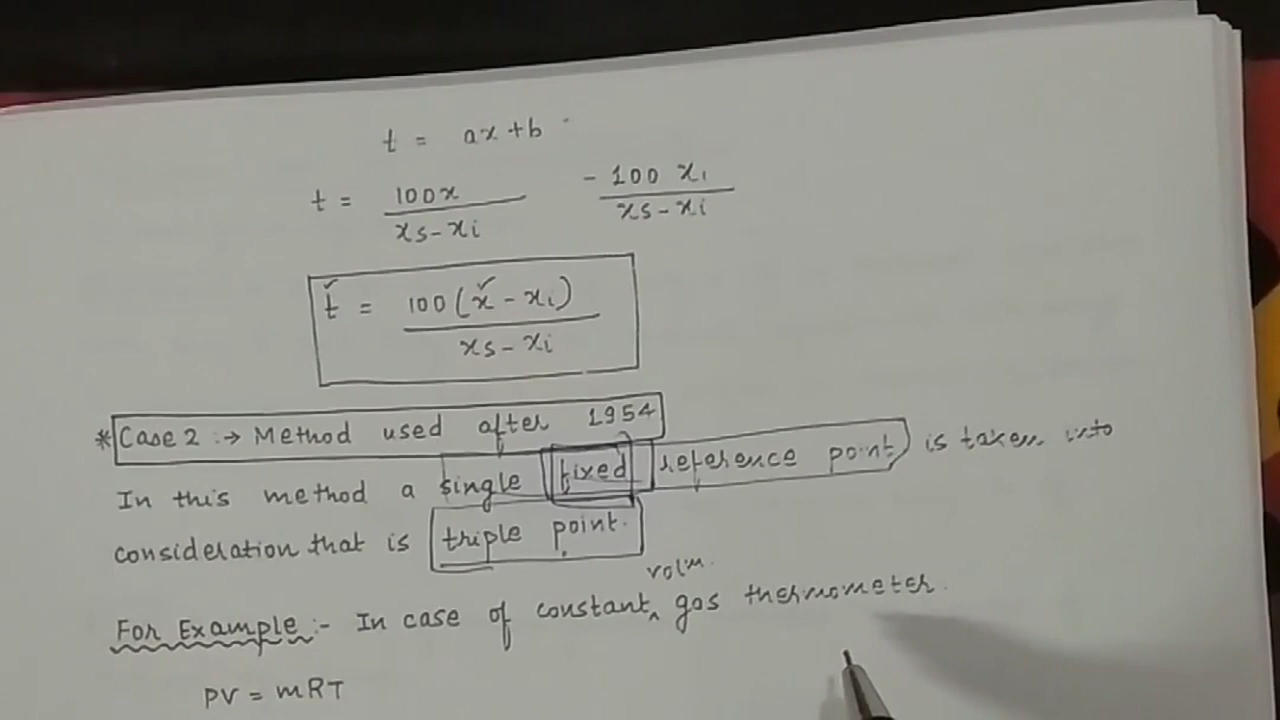 t = ax + b
t = 100x / xs - xi - 100 xi / xs - xi
t = 100(x - xi) / xs - xi
* Case 2 :→ Method used after 1954
In this method a single fixed reference point is taken into
consideration that is triple point.
volm.
For Example :- In case of constant ^ gas thermometer.
PV = mRT